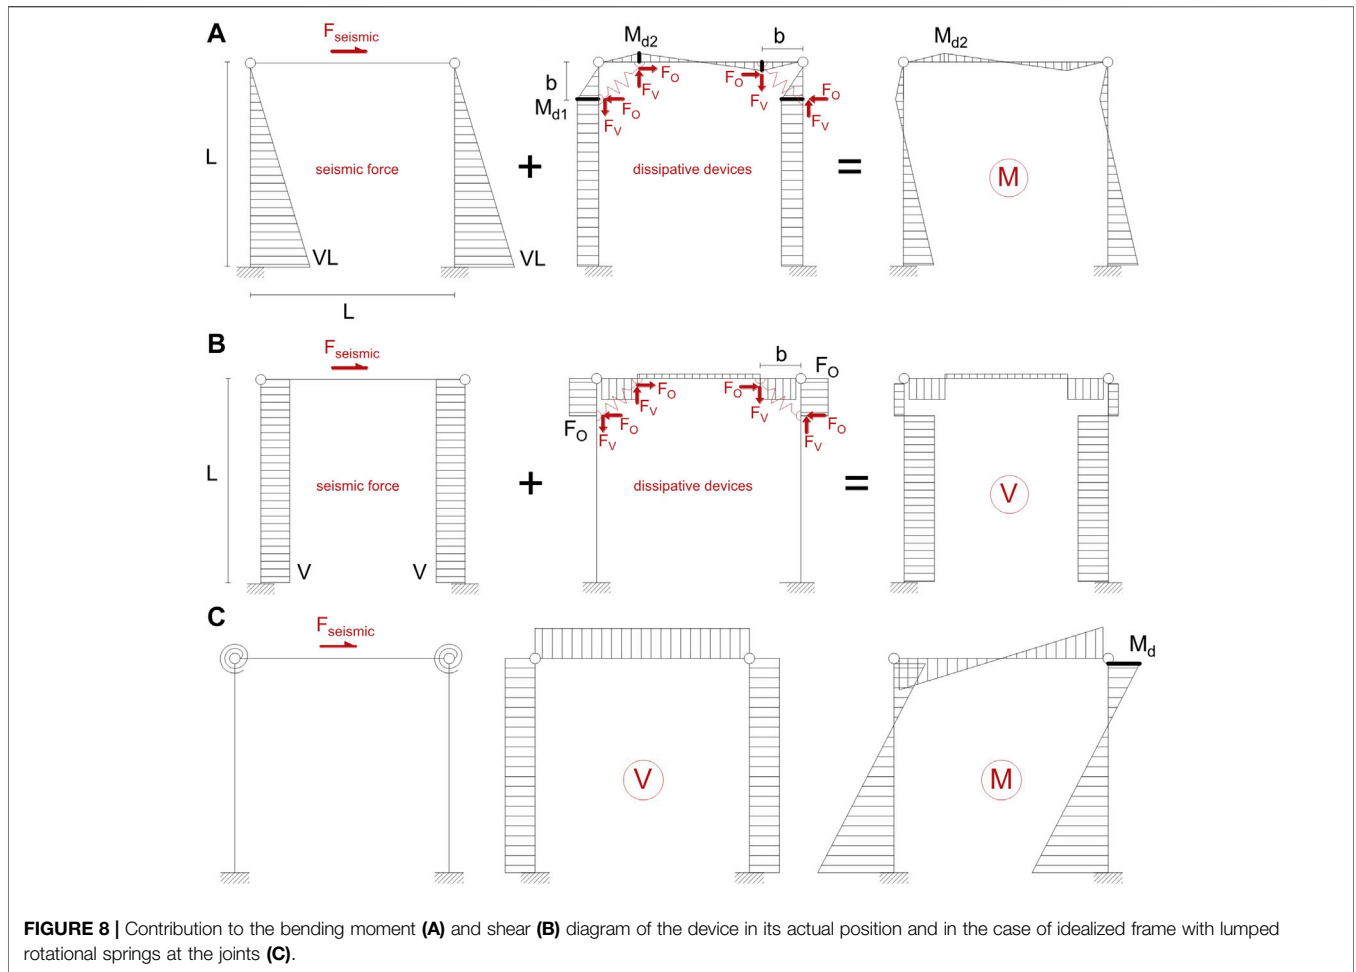 A
F_seismic
L
seismic force
VL
VL
L
+
M_d2
b
b
M_d1
F_O
F_V
F_O
F_V
F_O
F_V
F_O
F_V
dissipative devices
=
M_d2
M
B
F_seismic
L
seismic force
V
V
+
b
F_O
F_O
F_O
F_V
F_O
F_V
F_O
F_V
F_O
F_V
dissipative devices
=
V
C
F_seismic
V
M_d
M
FIGURE 8 | Contribution to the bending moment (A) and shear (B) diagram of the device in its actual position and in the case of idealized frame with lumped
rotational springs at the joints (C).